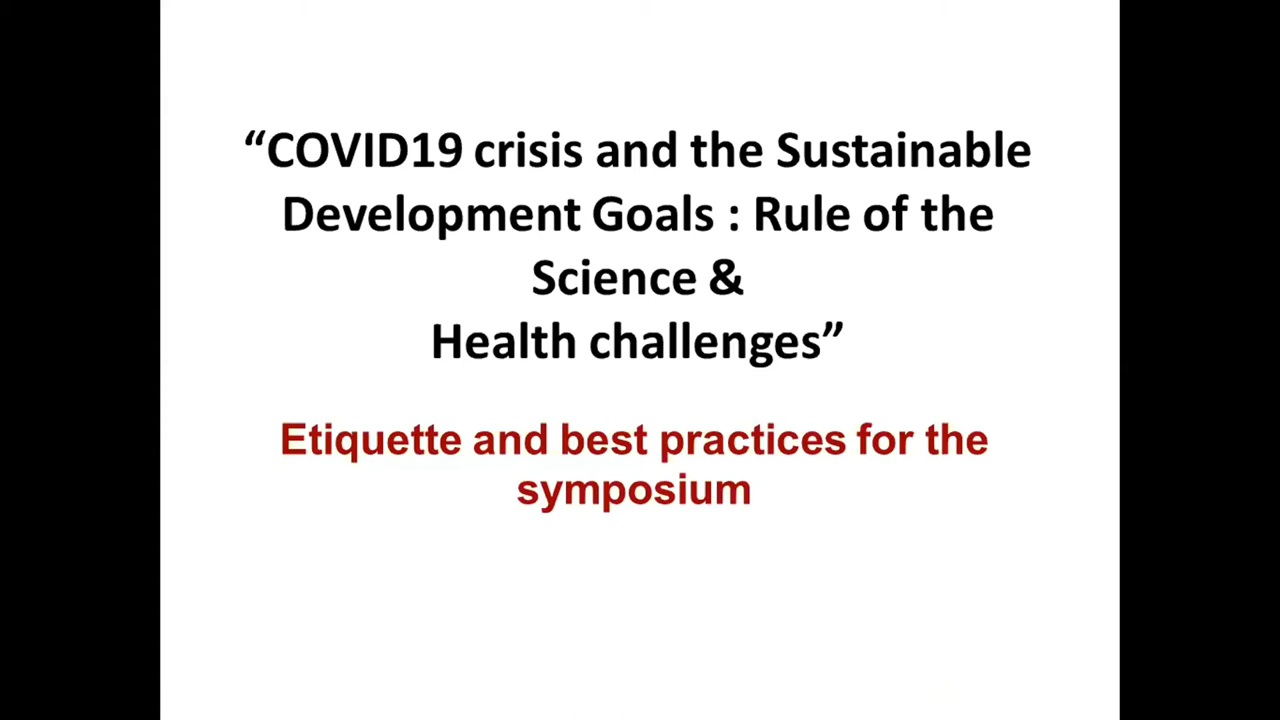 “COVID19 crisis and the Sustainable
Development Goals : Rule of the
Science &
Health challenges”
Etiquette and best practices for the
symposium